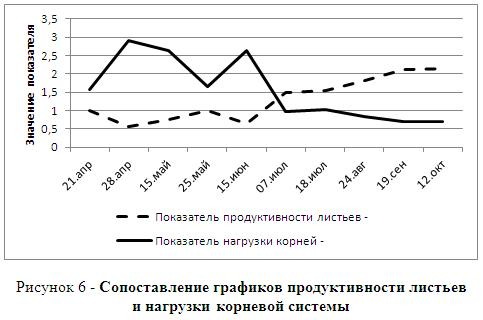 3,5
3
2,5
2
1,5
1
0,5
0
Значение показателя
21.апр
28.апр
15.май
25.май
15.июн
07.июл
18.июл
24.авг
19.сен
12.окт
Показатель продуктивности листьев -
Показатель нагрузки корней -
Рисунок 6 - Сопоставление графиков продуктивности листьев
и нагрузки корневой системы